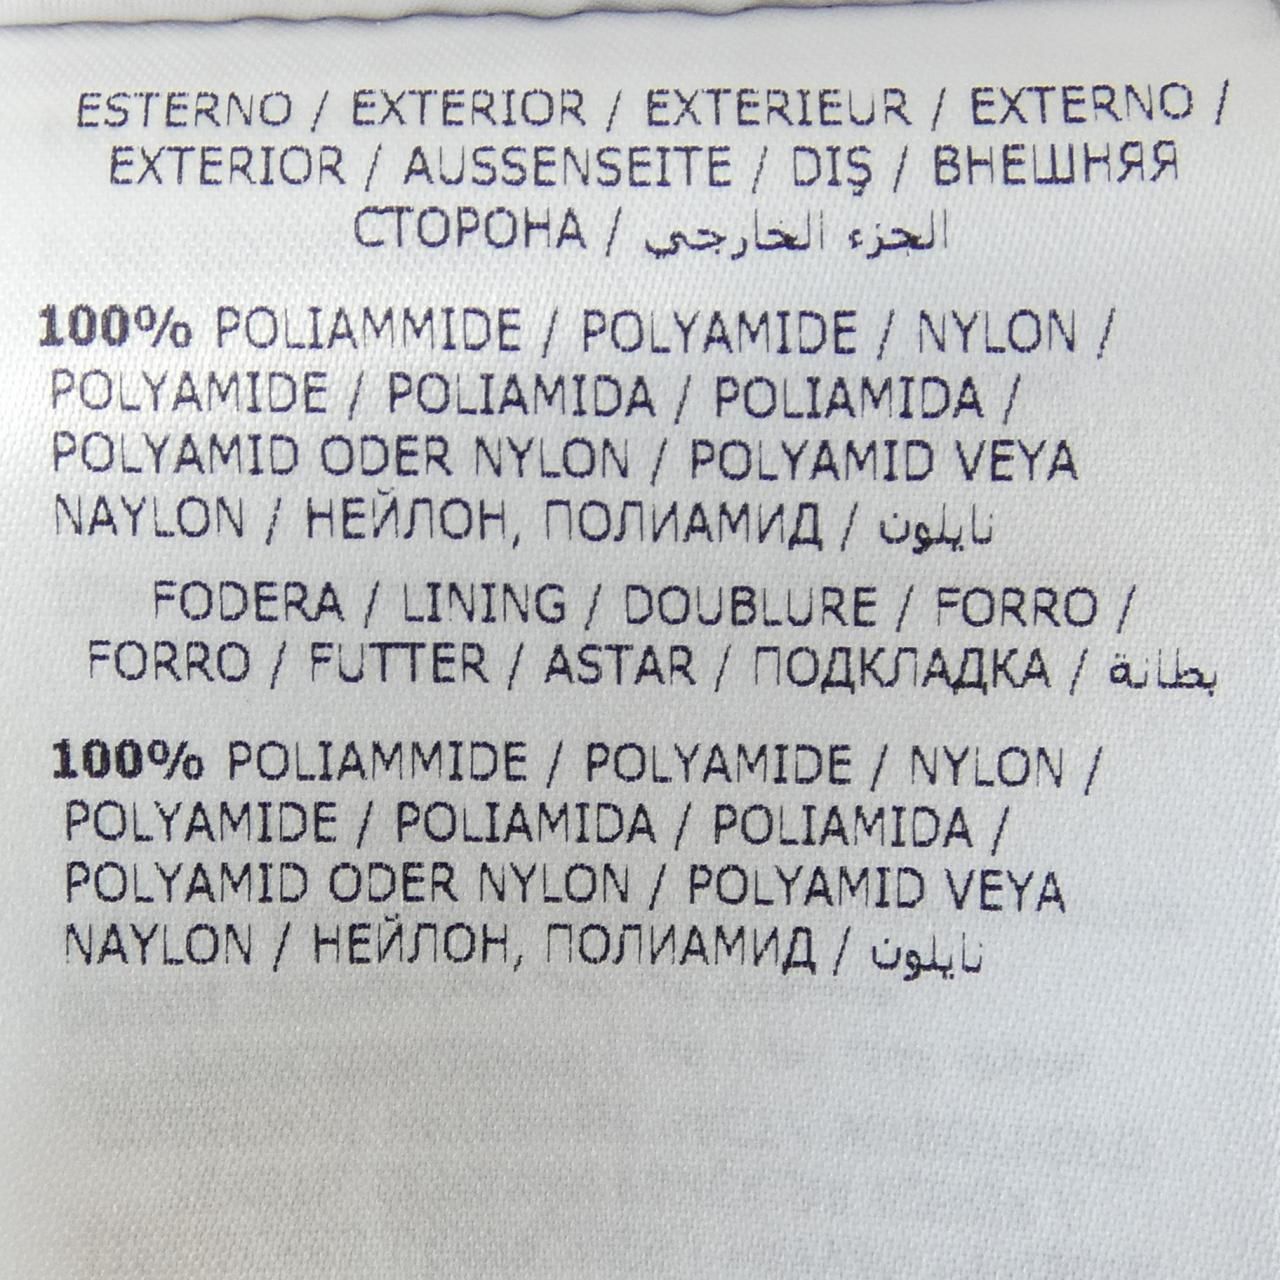 ESTERNO / EXTERIOR / EXTERIEUR / EXTERNO /
EXTERIOR / AUSSENSEITE / DIŞ / ВНЕШНЯЯ
СТОРОНА / الجزء الخارجي
100% POLIAMMIDE / POLYAMIDE / NYLON /
POLYAMIDE / POLIAMIDA / POLIAMIDA /
POLYAMID ODER NYLON / POLYAMID VEYA
NAYLON / НЕЙЛОН, ПОЛИАМИД / نايلون
FODERA / LINING / DOUBLURE / FORRO /
FORRO / FUTTER / ASTAR / ПОДКЛАДКА / بطانة
100% POLIAMMIDE / POLYAMIDE / NYLON /
POLYAMIDE / POLIAMIDA / POLIAMIDA /
POLYAMID ODER NYLON / POLYAMID VEYA
NAYLON / НЕЙЛОН, ПОЛИАМИД / نايلون